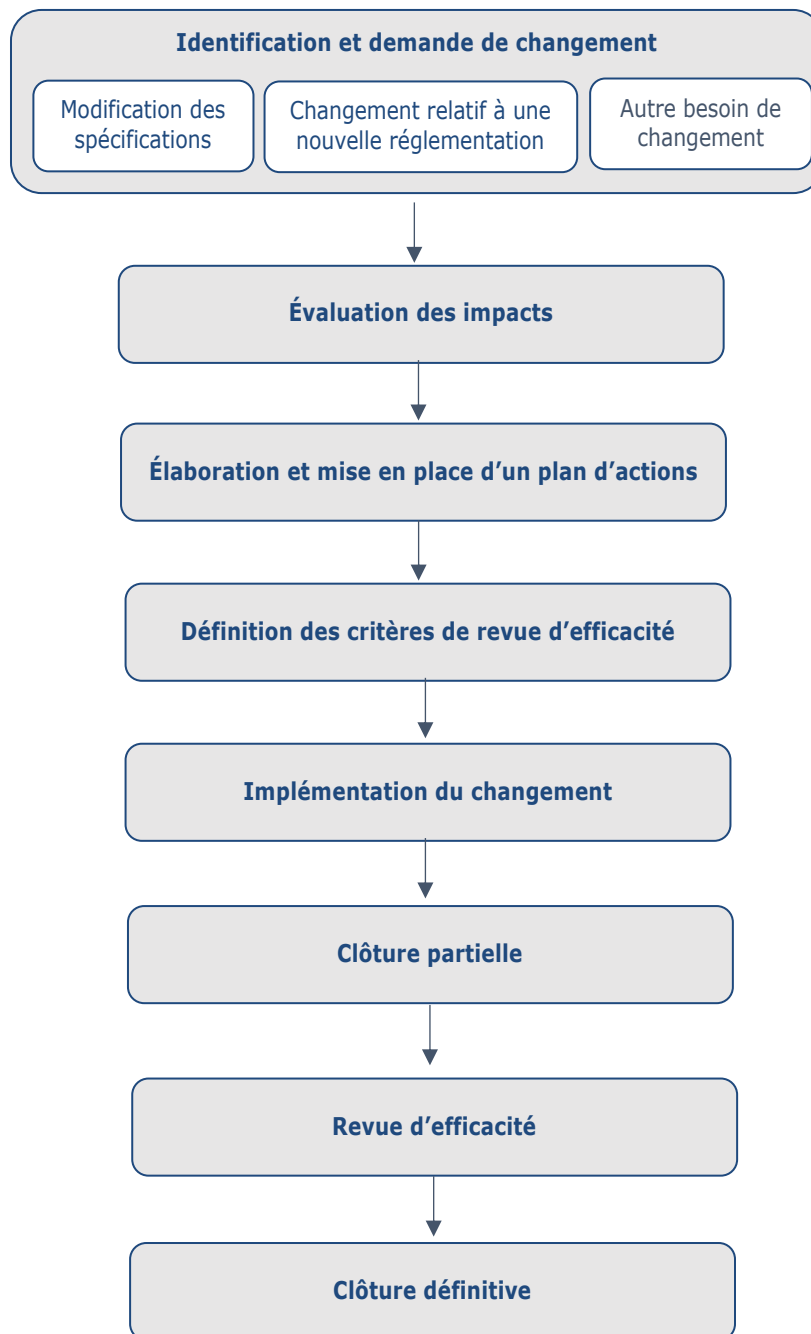 Identification et demande de changement
Modification des
spécifications
Changement relatif à une
nouvelle réglementation
Autre besoin de
changement
Évaluation des impacts
Élaboration et mise en place d’un plan d’actions
Définition des critères de revue d’efficacité
Implémentation du changement
Clôture partielle
Revue d’efficacité
Clôture définitive